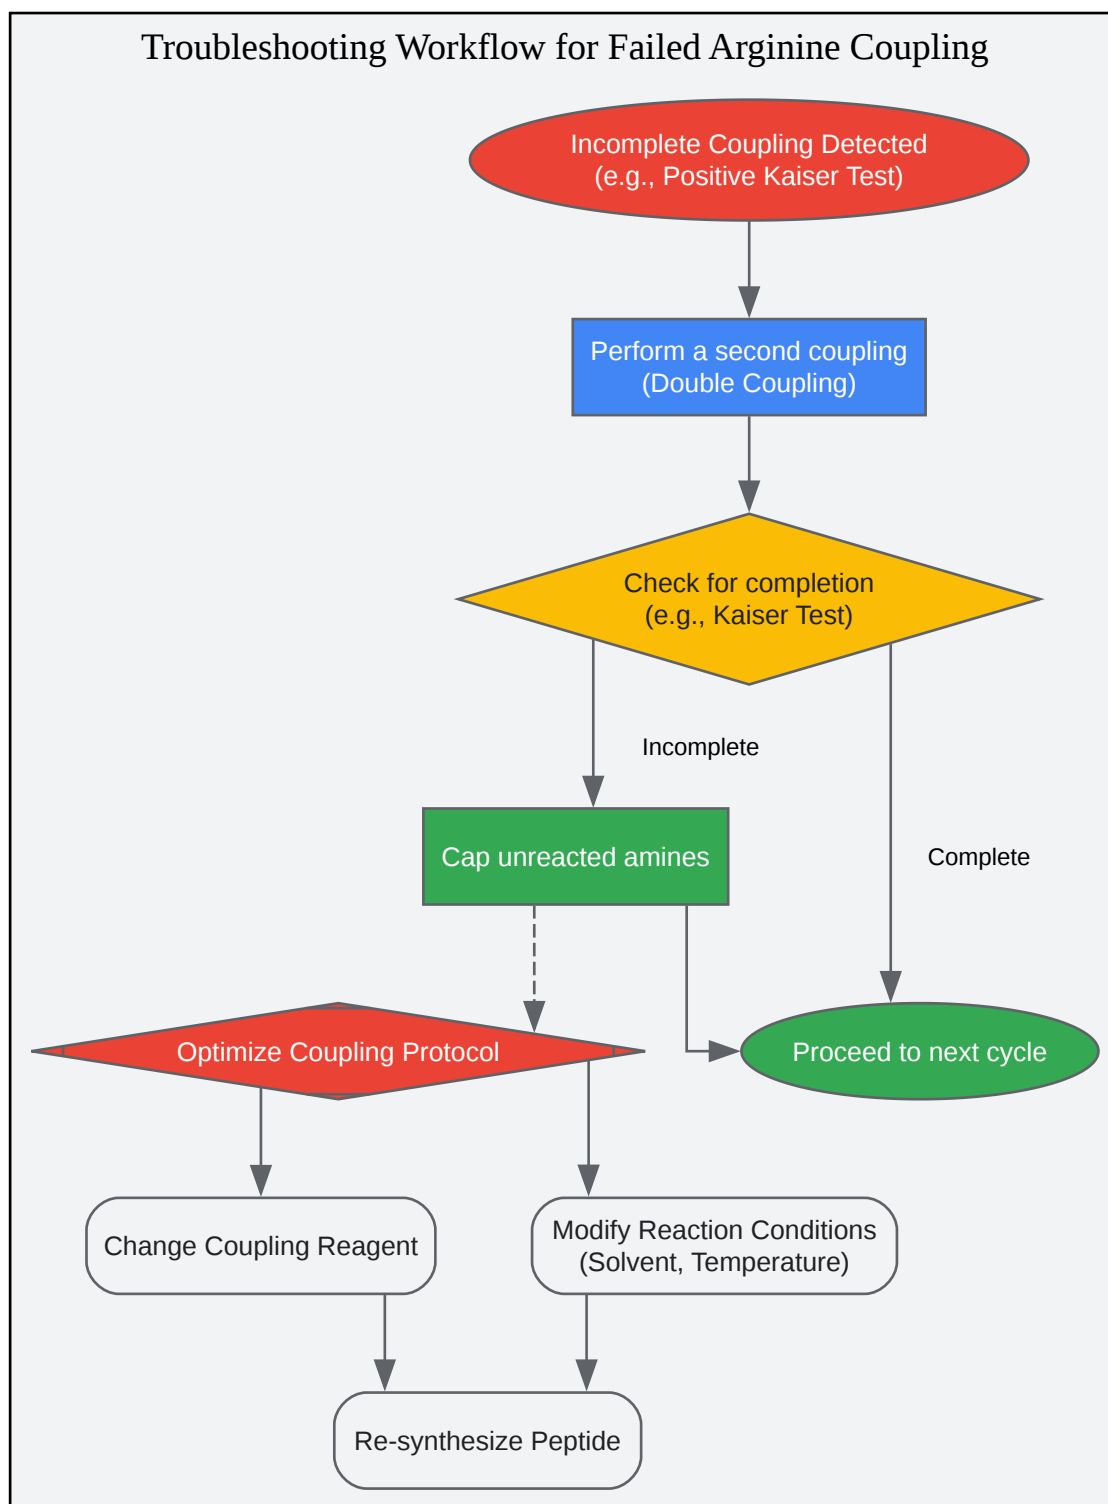 Troubleshooting Workflow for Failed Arginine Coupling
Incomplete Coupling Detected
(e.g., Positive Kaiser Test)
Perform a second coupling
(Double Coupling)
Check for completion
(e.g., Kaiser Test)
Incomplete
Cap unreacted amines
Complete
Optimize Coupling Protocol
Proceed to next cycle
Change Coupling Reagent
Modify Reaction Conditions
(Solvent, Temperature)
Re-synthesize Peptide